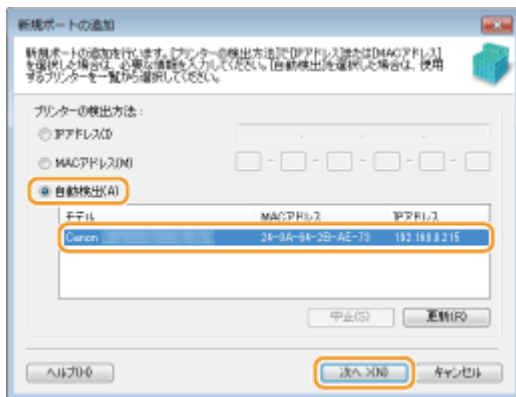 新規ポートの追加
新規ポートの追加を行います。[プリンターの検出方法]で[IPアドレス]または[MACアドレス]
を選択した場合は、必要な情報を入力してください。[自動検出]を選択した場合は、使用
するプリンターを一覧から選択してください。
プリンターの検出方法:
IPアドレス(I)
MACアドレス(M)
自動検出(A)
モデル MACアドレス IPアドレス
Canon 192.168.0.215
中止(S) 更新(R)
ヘルプ(H) 次へ >(N) キャンセル